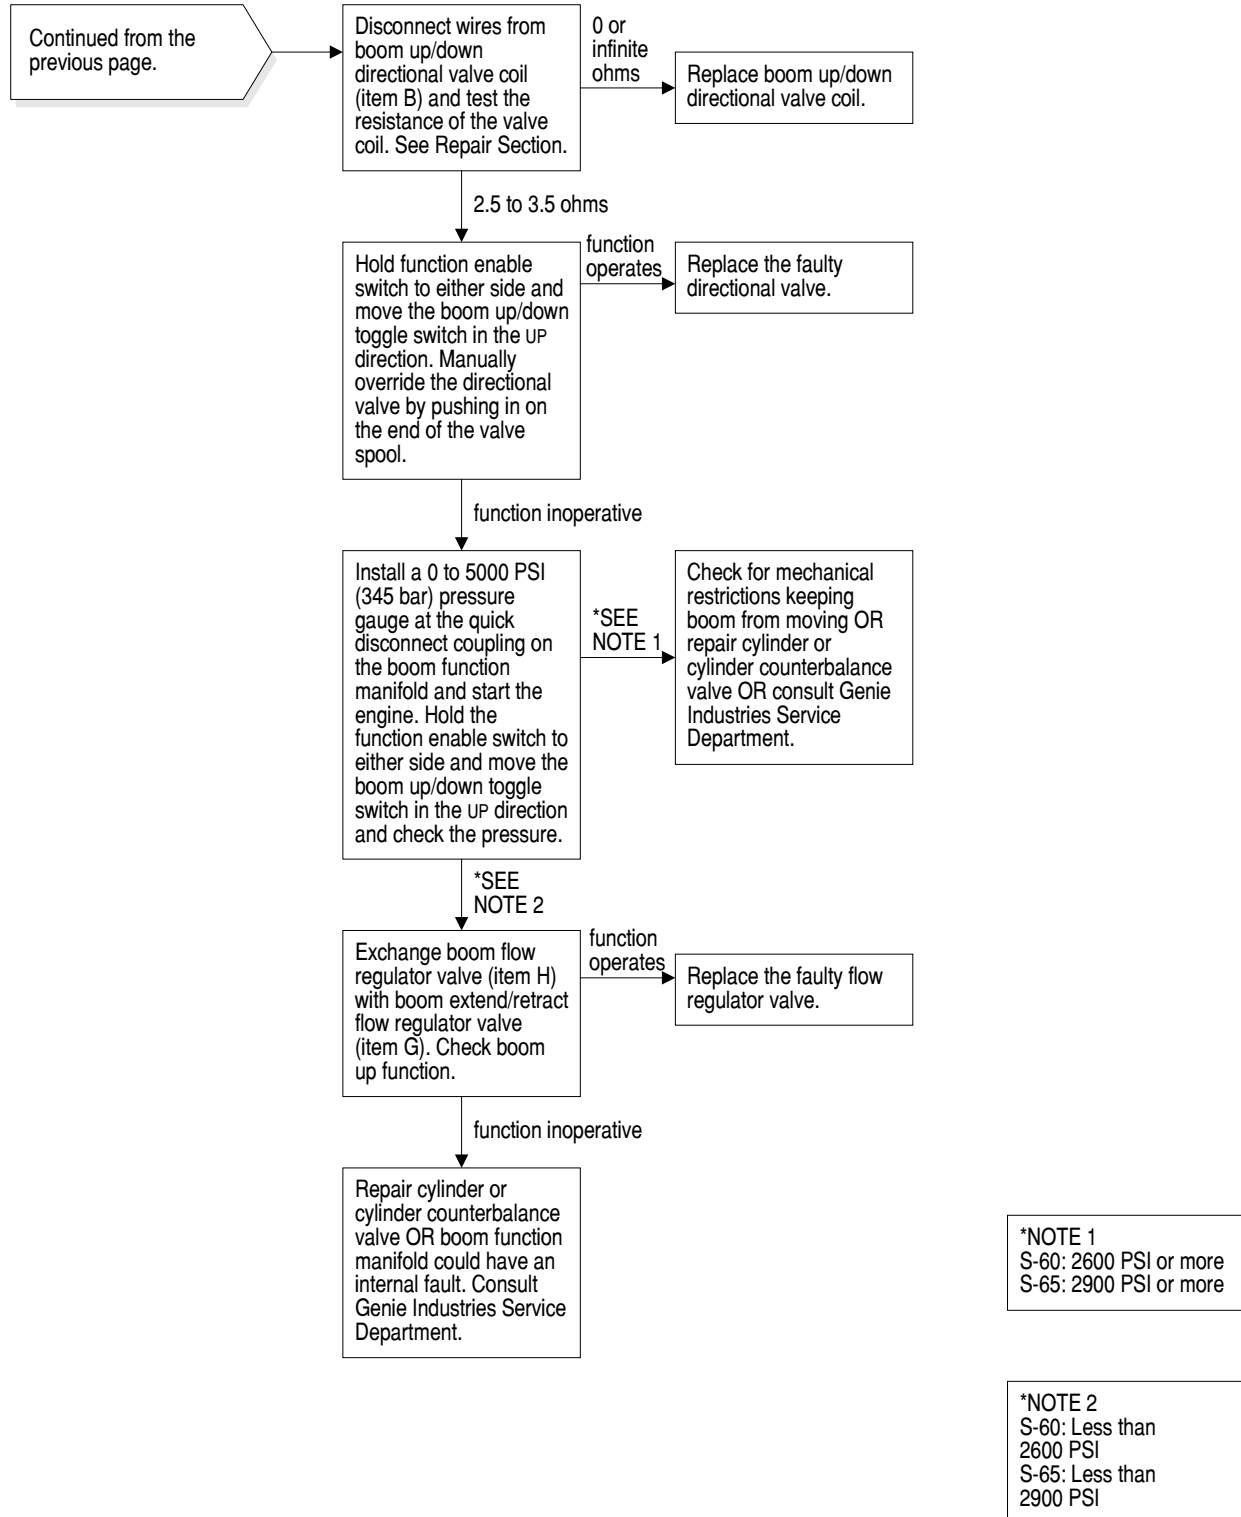 Continued from the
previous page.
Disconnect wires from
boom up/down
directional valve coil
(item B) and test the
resistance of the valve
coil. See Repair Section.
0 or
infinite
ohms
Replace boom up/down
directional valve coil.
2.5 to 3.5 ohms
Hold function enable
switch to either side and
move the boom up/down
toggle switch in the UP
direction. Manually
override the directional
valve by pushing in on
the end of the valve
spool.
function
operates
Replace the faulty
directional valve.
function inoperative
Install a 0 to 5000 PSI
(345 bar) pressure
gauge at the quick
disconnect coupling on
the boom function
manifold and start the
engine. Hold the
function enable switch to
either side and move the
boom up/down toggle
switch in the UP direction
and check the pressure.
*SEE
NOTE 1
Check for mechanical
restrictions keeping
boom from moving OR
repair cylinder or
cylinder counterbalance
valve OR consult Genie
Industries Service
Department.
*SEE
NOTE 2
Exchange boom flow
regulator valve (item H)
with boom extend/retract
flow regulator valve
(item G). Check boom
up function.
function
operates
Replace the faulty flow
regulator valve.
function inoperative
Repair cylinder or
cylinder counterbalance
valve OR boom function
manifold could have an
internal fault. Consult
Genie Industries Service
Department.
*NOTE 1
S-60: 2600 PSI or more
S-65: 2900 PSI or more
*NOTE 2
S-60: Less than
2600 PSI
S-65: Less than
2900 PSI